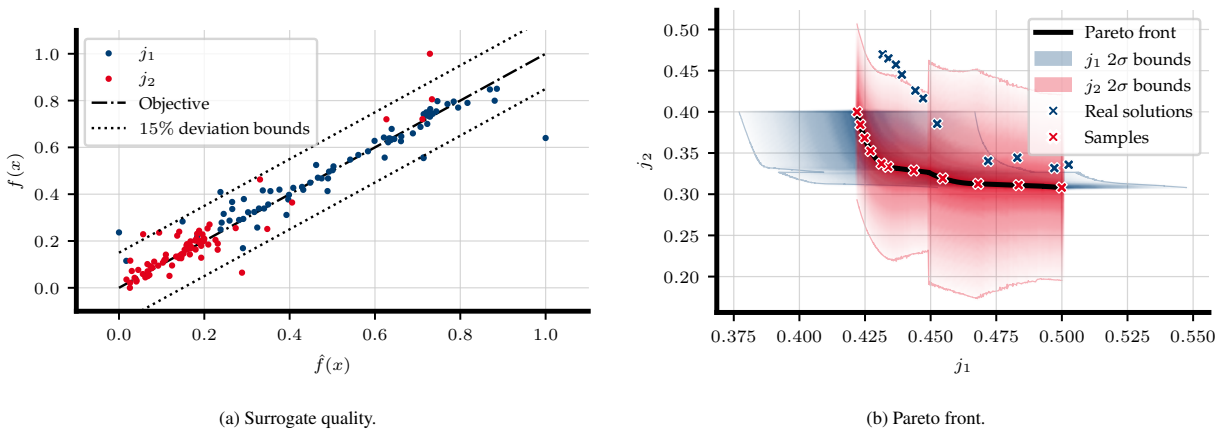 1.0
0.8
0.6
0.4
0.2
0.0
f(x)
j₁
j₂
Objective
15% deviation bounds
0.0 0.2 0.4 0.6 0.8 1.0
f̂(x)
(a) Surrogate quality.
0.50
0.45
0.40
0.35
0.30
0.25
0.20
j₂
Pareto front
j₁ 2σ bounds
j₂ 2σ bounds
Real solutions
Samples
0.375 0.400 0.425 0.450 0.475 0.500 0.525 0.550
j₁
(b) Pareto front.